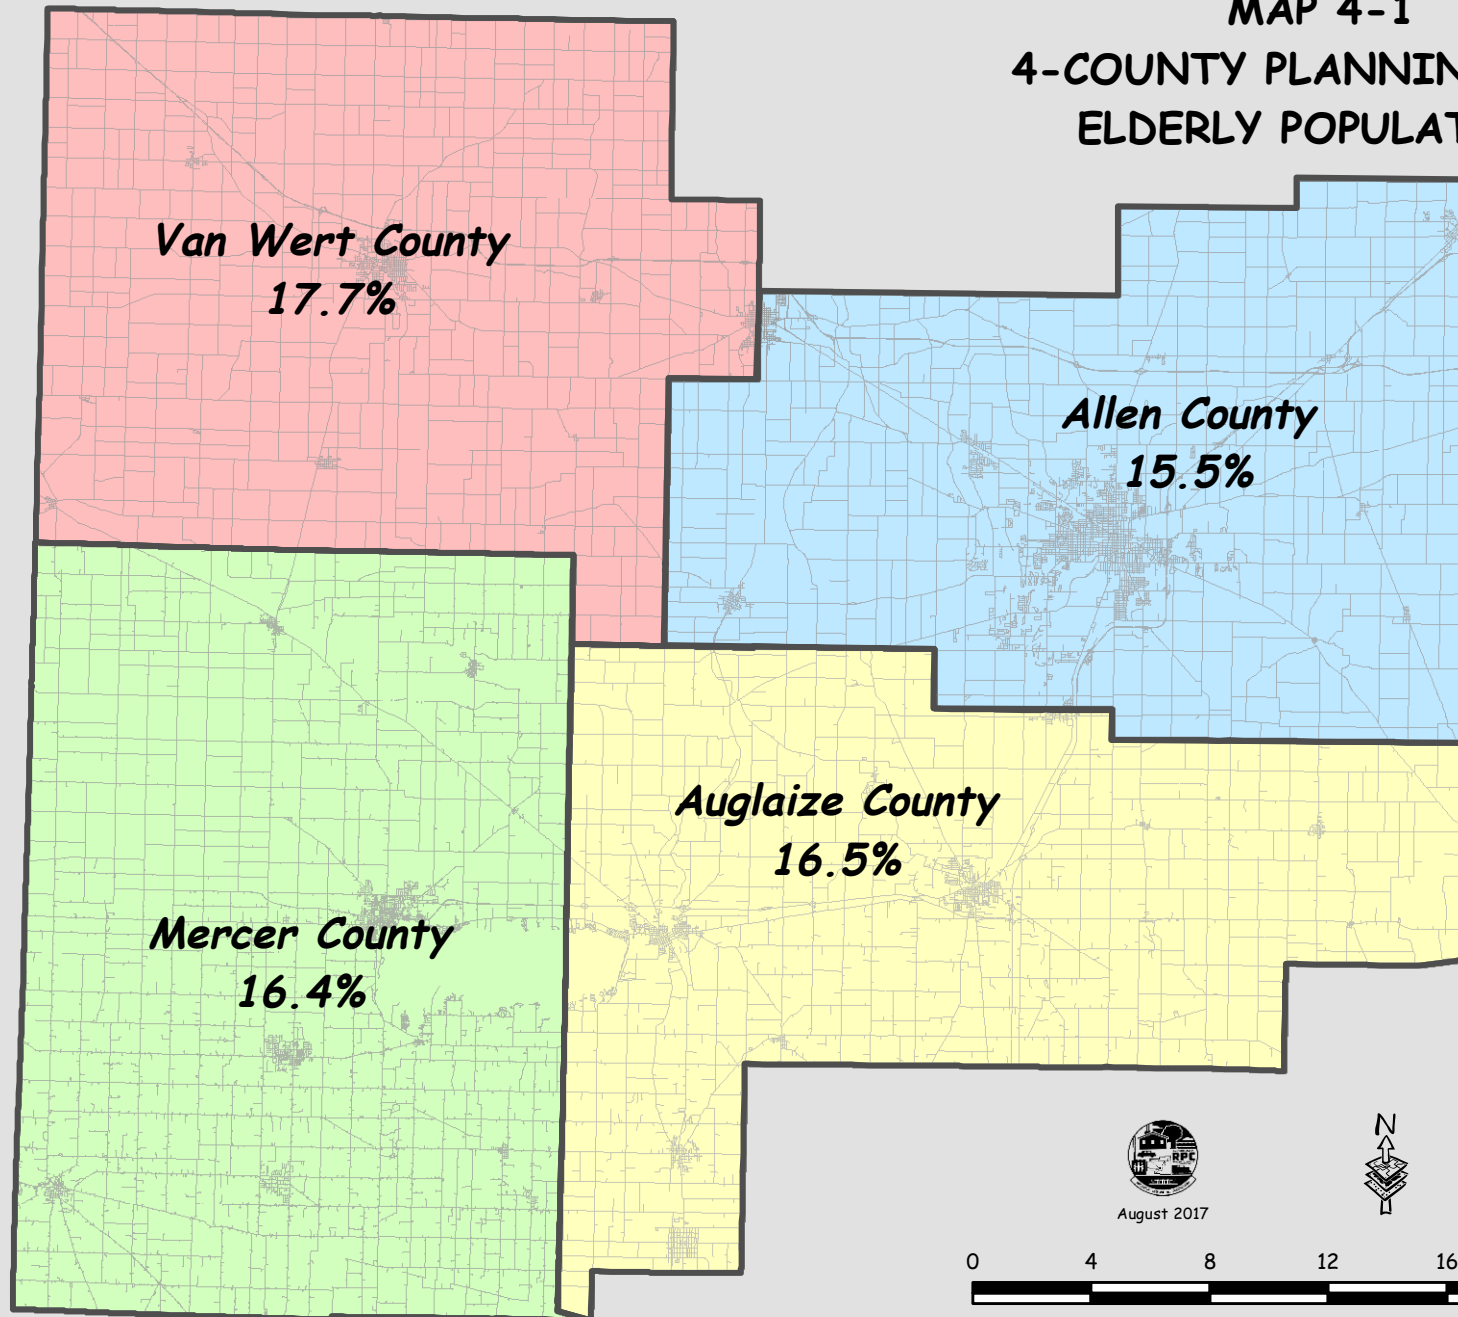 MAP 4-1
4-COUNTY PLANNIN
ELDERLY POPULAT
Van Wert County
17.7%
Allen County
15.5%
Auglaize County
16.5%
Mercer County
16.4%
RPC
August 2017
N
0 4 8 12 16